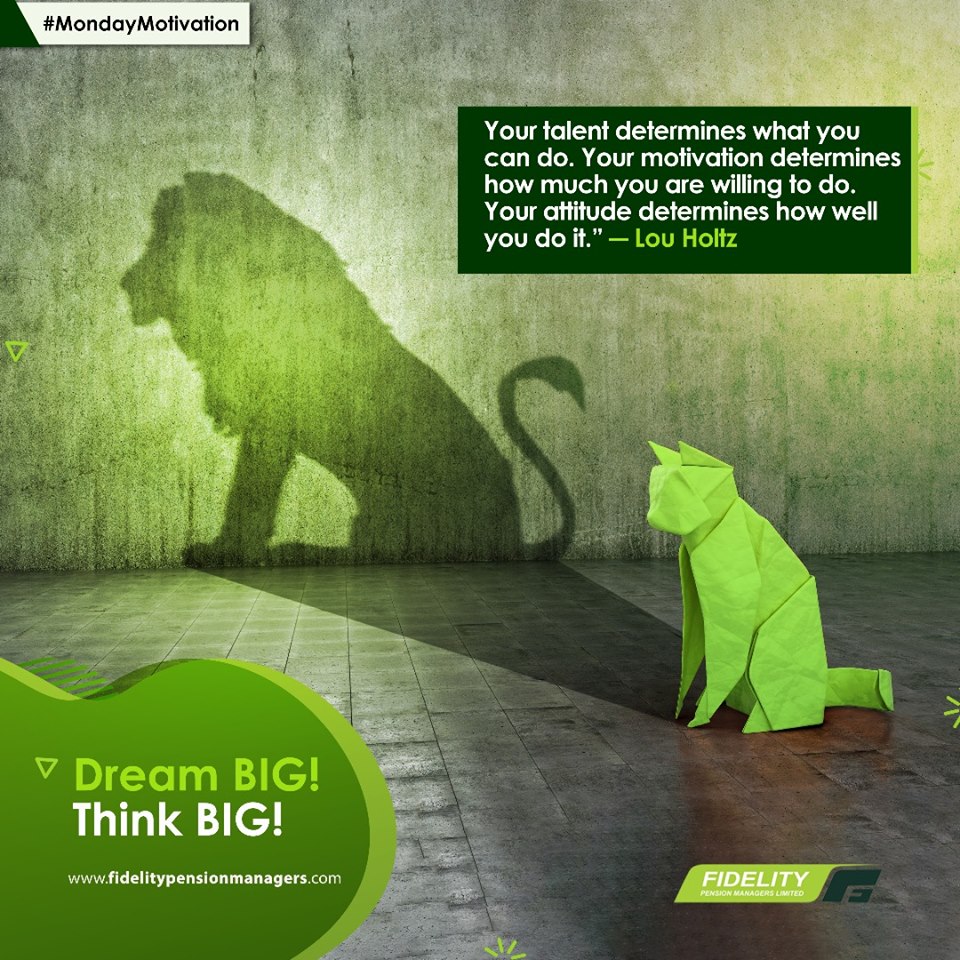 #MondayMotivation
Your talent determines what you
can do. Your motivation determines
how much you are willing to do.
Your attitude determines how well
you do it.” — Lou Holtz
Dream BIG!
Think BIG!
www.fidelitypensionmanagers.com
FIDELITY
PENSION MANAGERS LIMITED